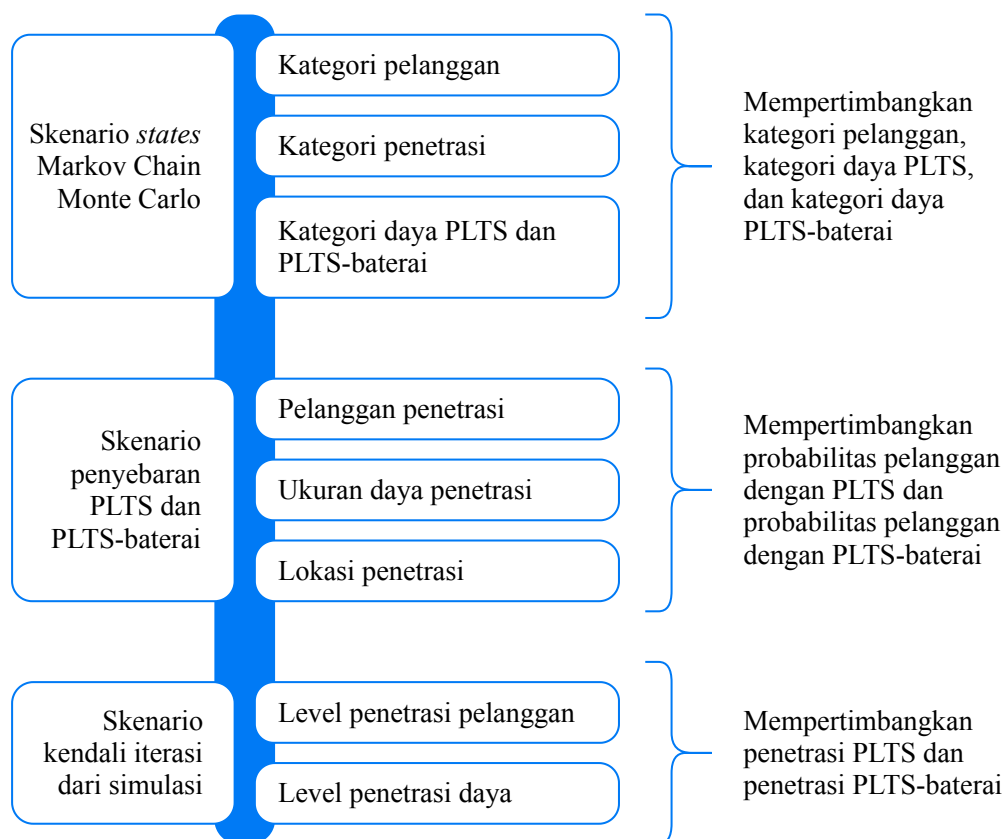 Skenario states
Markov Chain
Monte Carlo
Kategori pelanggan
Kategori penetrasi
Kategori daya PLTS dan
PLTS-baterai
Mempertimbangkan
kategori pelanggan,
kategori daya PLTS,
dan kategori daya
PLTS-baterai
Skenario
penyebaran
PLTS dan
PLTS-baterai
Pelanggan penetrasi
Ukuran daya penetrasi
Lokasi penetrasi
Mempertimbangkan
probabilitas pelanggan
dengan PLTS dan
probabilitas pelanggan
dengan PLTS-baterai
Skenario
kendali iterasi
dari simulasi
Level penetrasi pelanggan
Level penetrasi daya
Mempertimbangkan
penetrasi PLTS dan
penetrasi PLTS-baterai